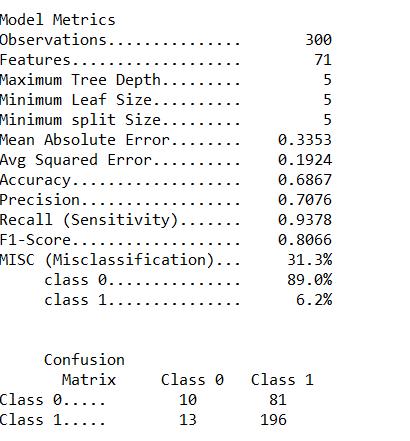 Model Metrics
Observations............... 300
Features................... 71
Maximum Tree Depth......... 5
Minimum Leaf Size.......... 5
Minimum split Size......... 5
Mean Absolute Error........ 0.3353
Avg Squared Error.......... 0.1924
Accuracy................... 0.6867
Precision.................. 0.7076
Recall (Sensitivity)....... 0.9378
F1-Score................... 0.8066
MISC (Misclassification)... 31.3%
class 0............... 89.0%
class 1............... 6.2%
Confusion
Matrix Class 0 Class 1
Class 0..... 10 81
Class 1..... 13 196